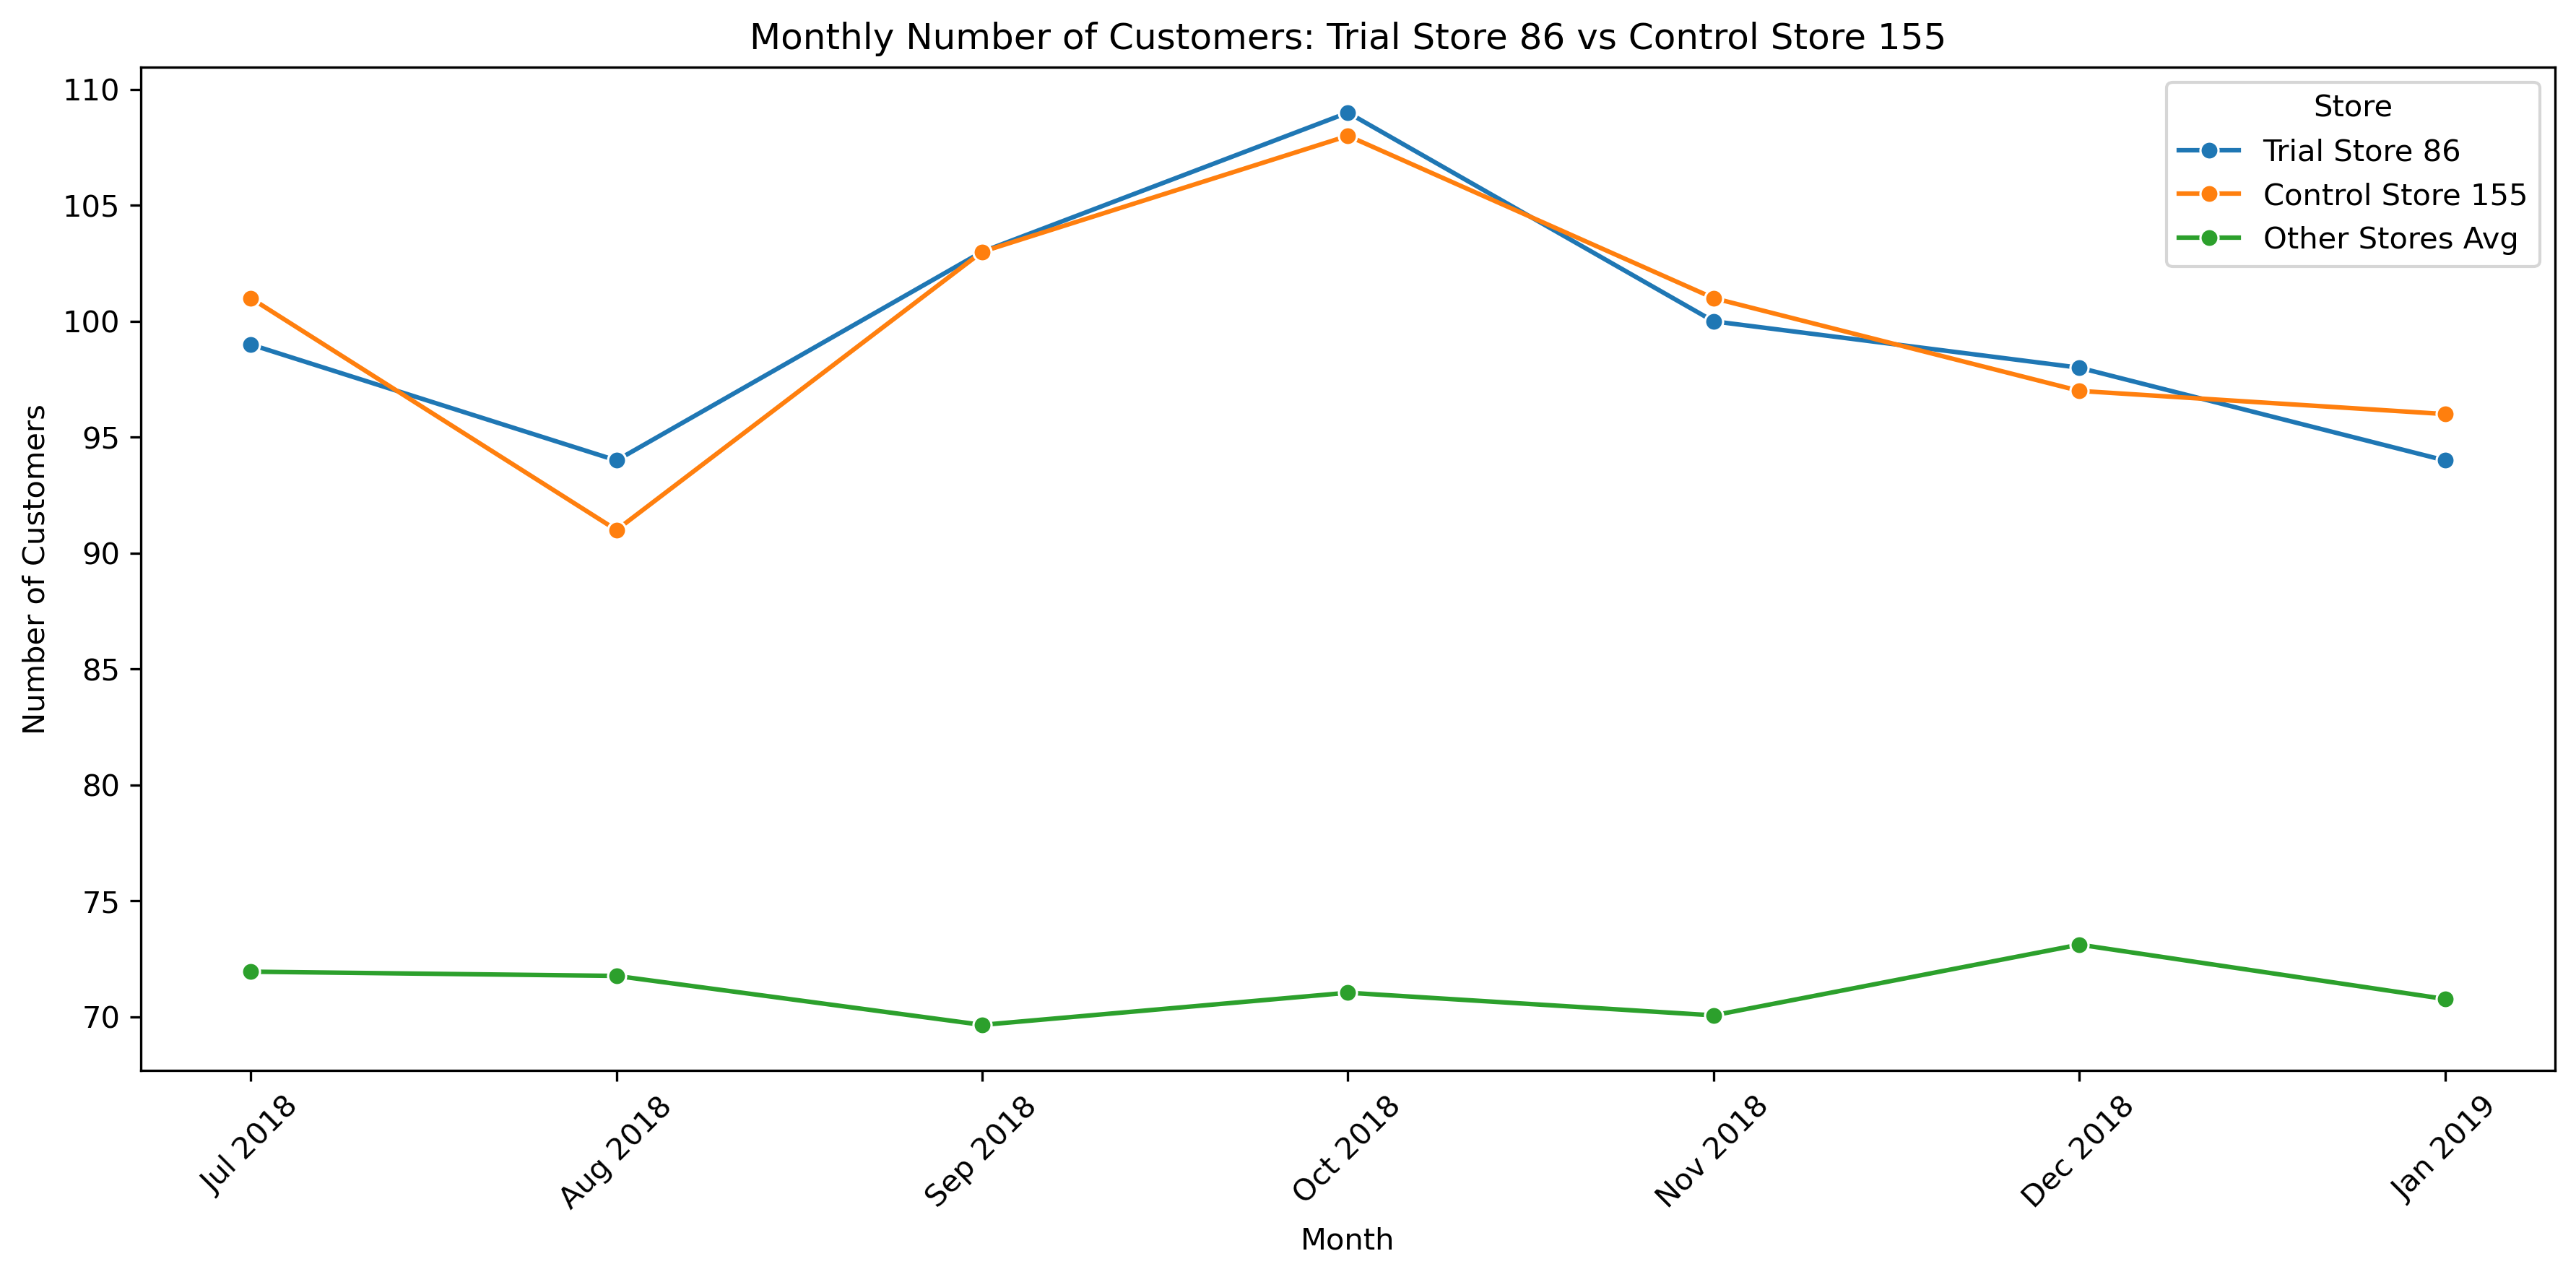 Monthly Number of Customers: Trial Store 86 vs Control Store 155
Store
Trial Store 86
Control Store 155
Other Stores Avg
Number of Customers
110
105
100
95
90
85
80
75
70
Jul 2018
Aug 2018
Sep 2018
Oct 2018
Nov 2018
Dec 2018
Jan 2019
Month